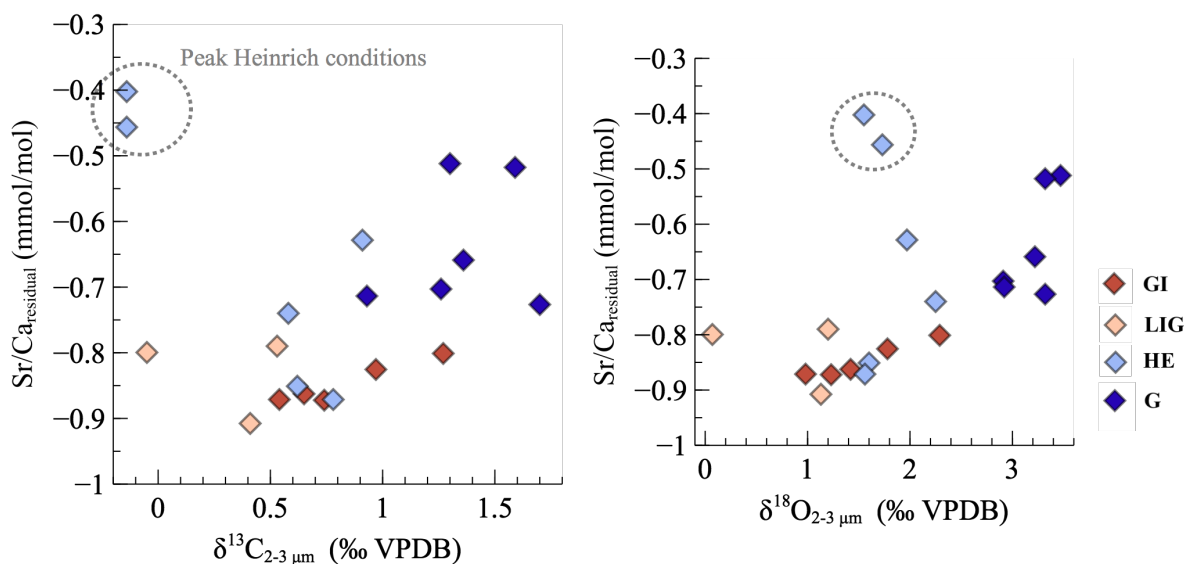 −0.3
−0.4
−0.5
−0.6
−0.7
−0.8
−0.9
−1
Sr/Ca_residual (mmol/mol)
Peak Heinrich conditions
0
0.5
1
1.5
δ¹³C₂₋₃ μm (‰ VPDB)
−0.3
−0.4
−0.5
−0.6
−0.7
−0.8
−0.9
−1
Sr/Ca_residual (mmol/mol)
0
1
2
3
δ¹⁸O₂₋₃ μm (‰ VPDB)
GI
LIG
HE
G